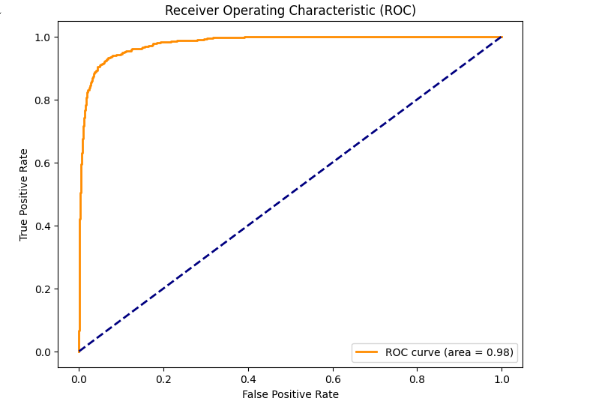 Receiver Operating Characteristic (ROC)
1.0
0.8
0.6
0.4
0.2
0.0
True Positive Rate
ROC curve (area = 0.98)
0.0 0.2 0.4 0.6 0.8 1.0
False Positive Rate